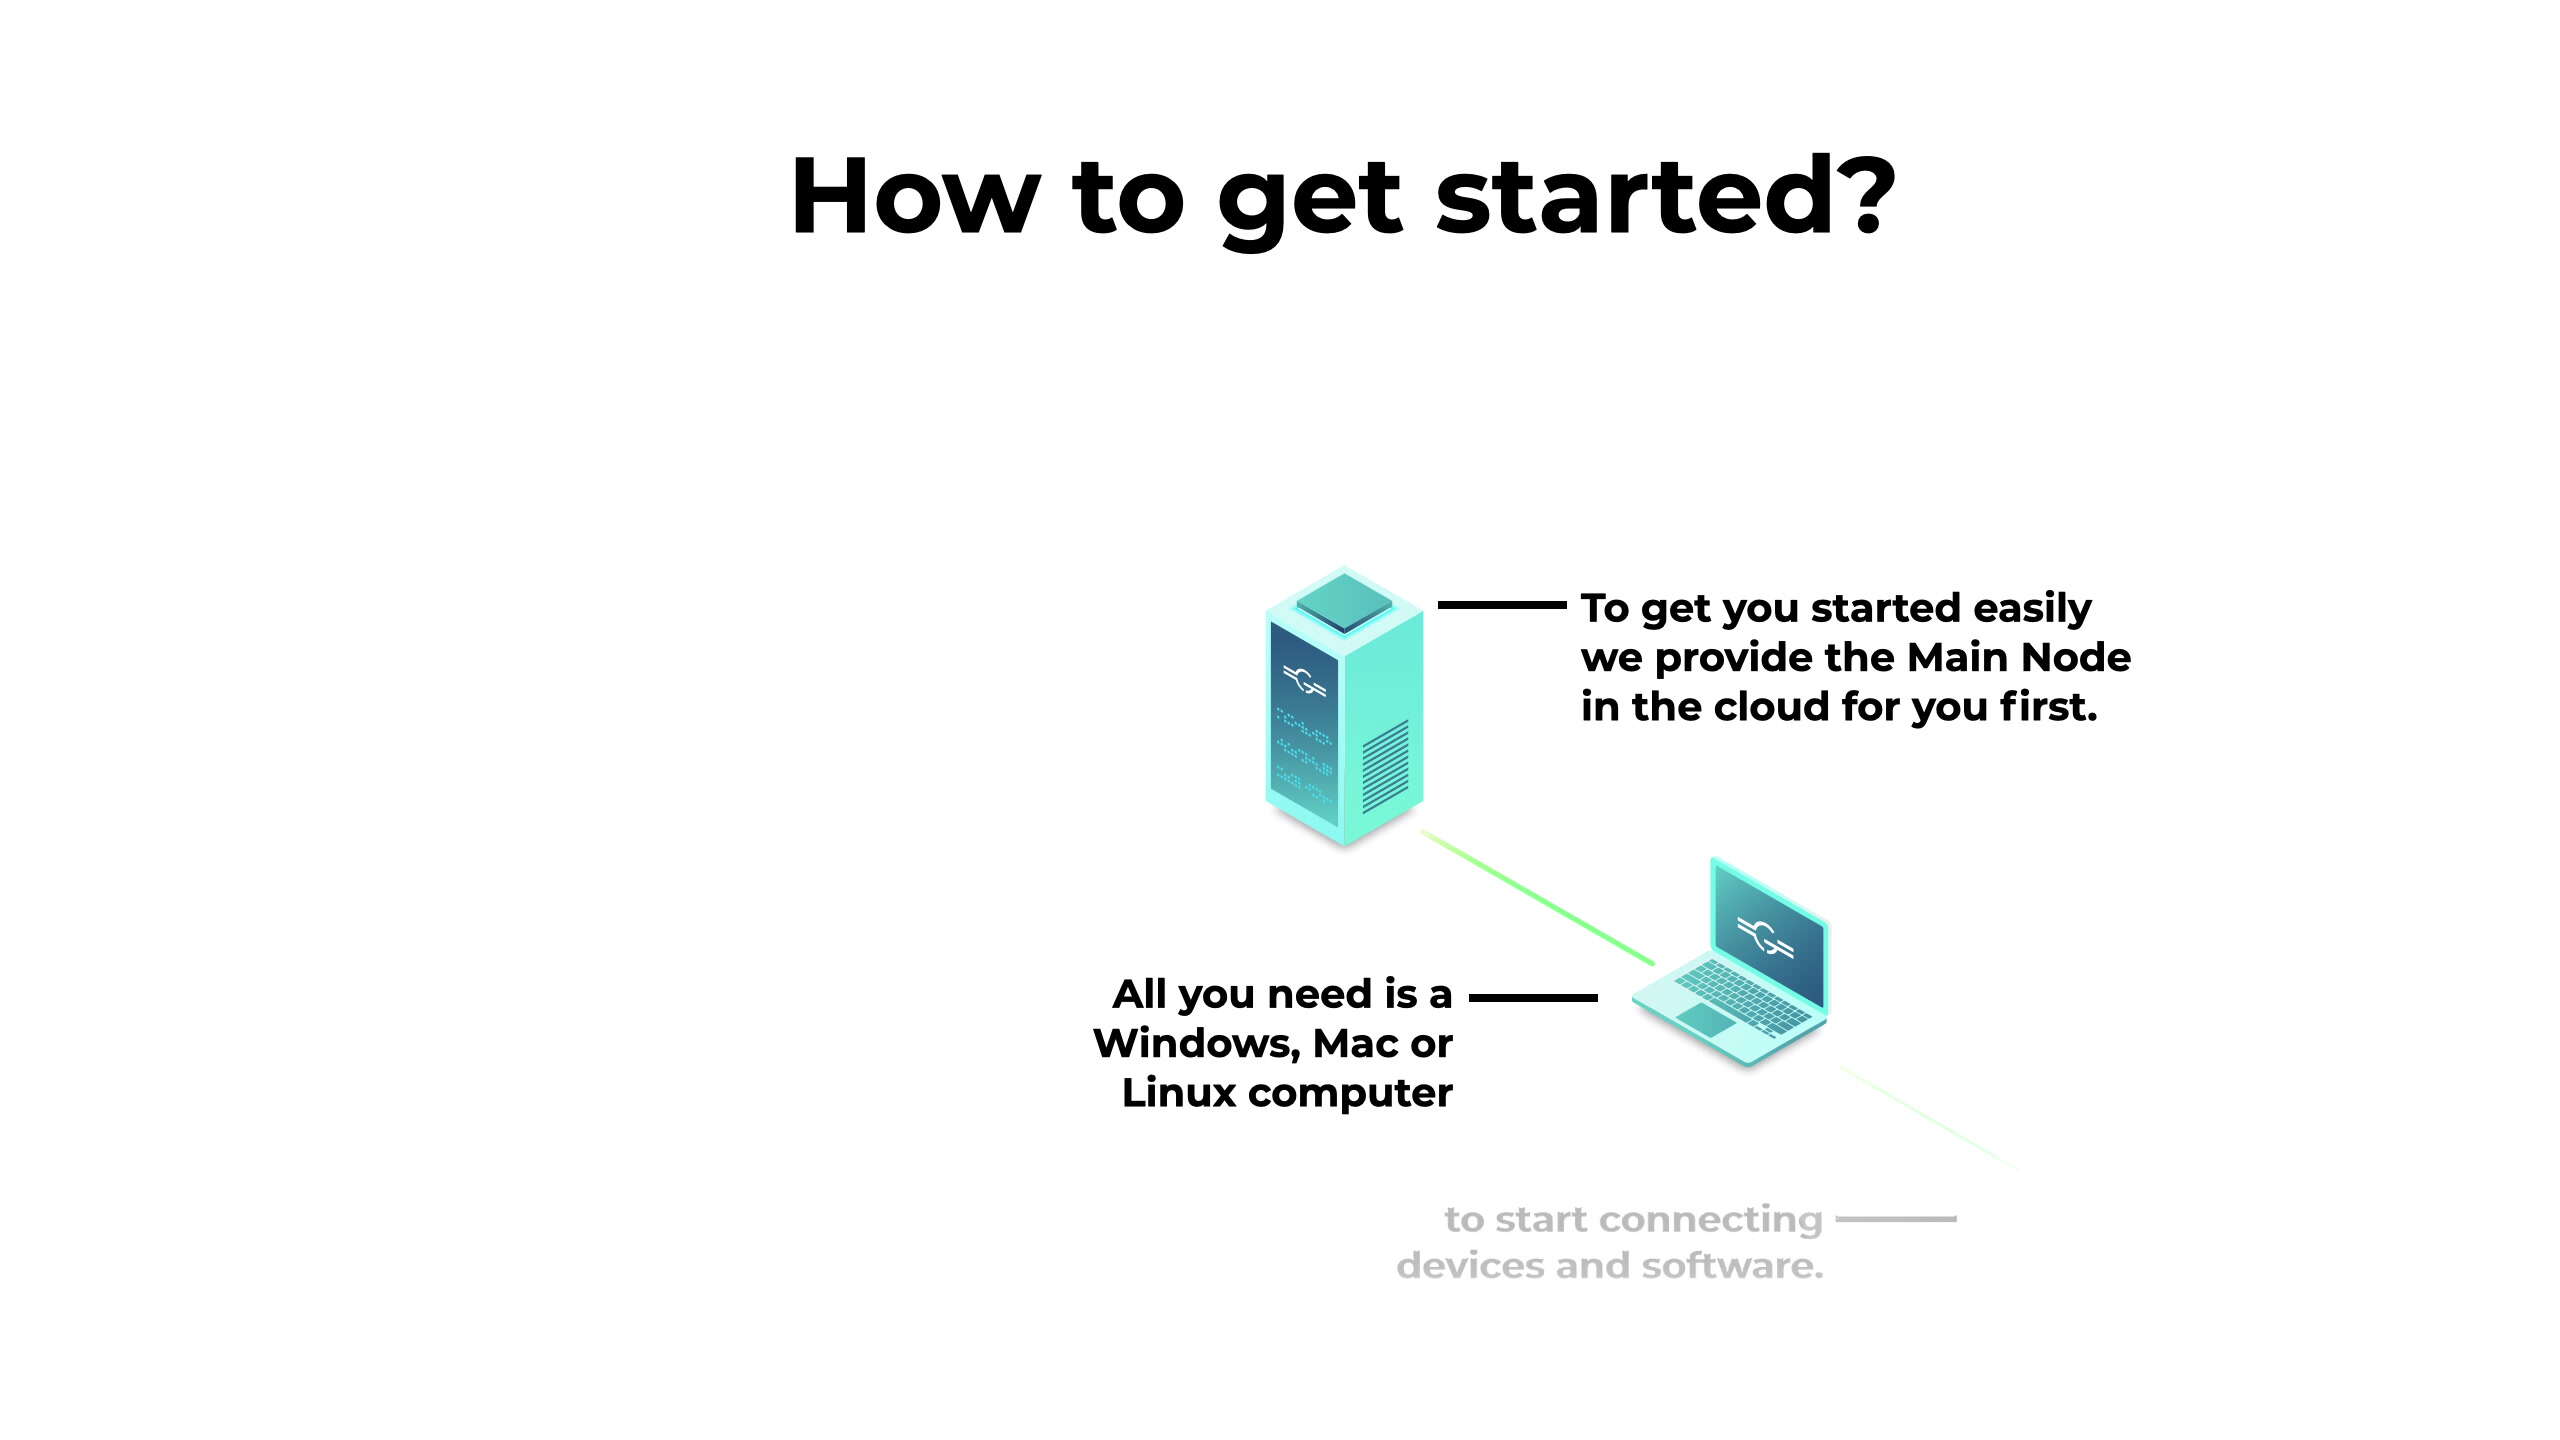 How to get started?
To get you started easily
we provide the Main Node
in the cloud for you first.
All you need is a
Windows, Mac or
Linux computer
to start connecting
devices and software.